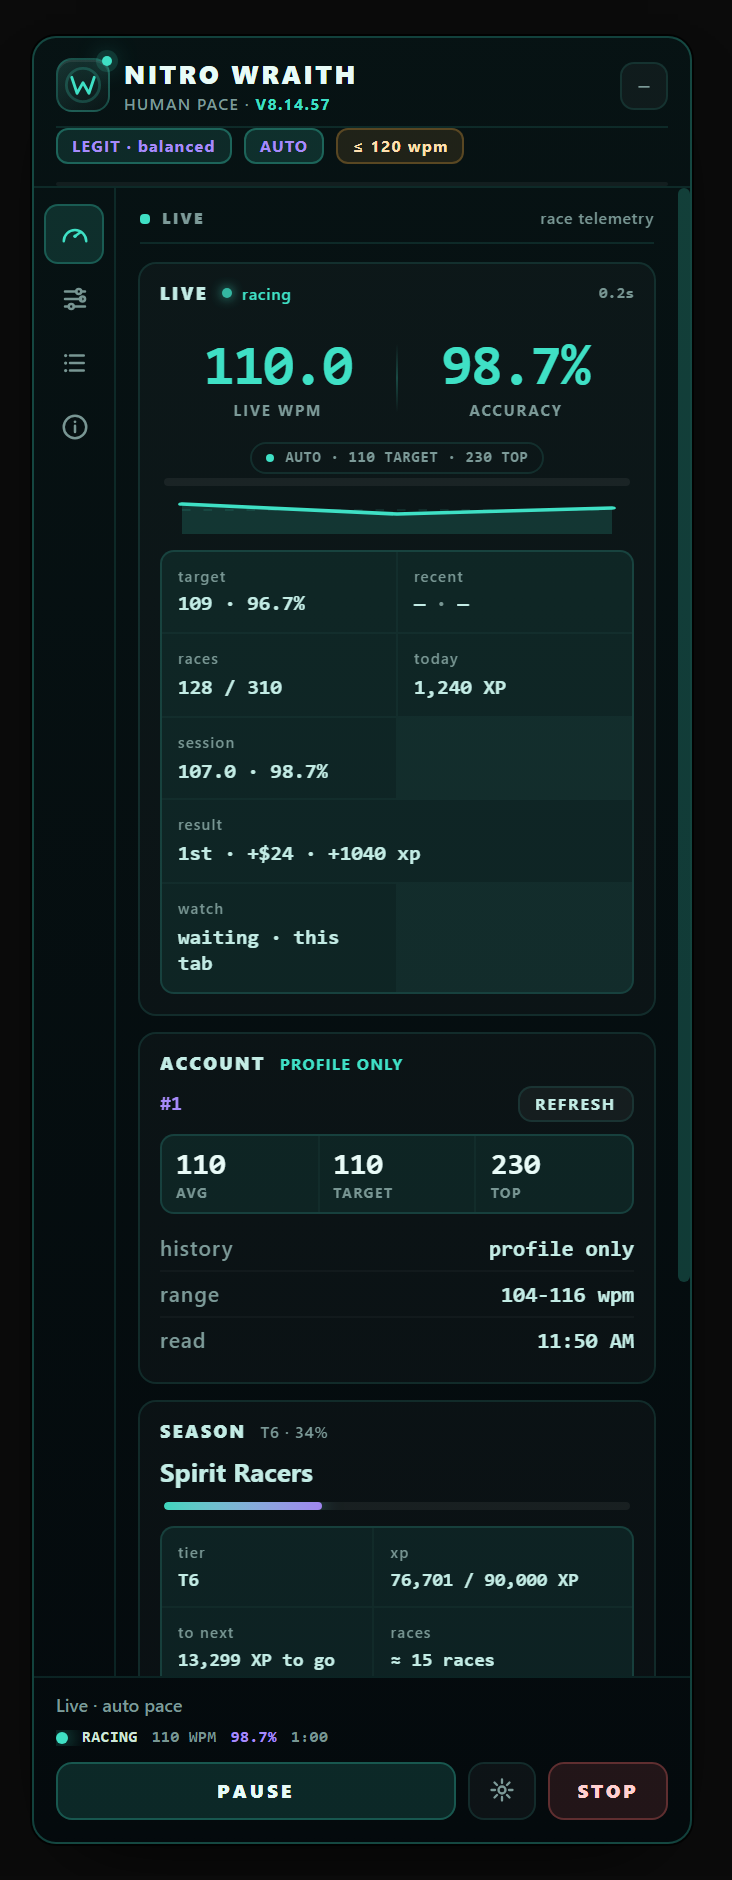 W
NITRO WRAITH
HUMAN PACE · V8.14.57
–
LEGIT · balanced AUTO ≤ 120 wpm
LIVE race telemetry
LIVE racing 0.2s
110.0 98.7%
LIVE WPM ACCURACY
AUTO · 110 TARGET · 230 TOP
target recent
109 · 96.7% — · —
races today
128 / 310 1,240 XP
session
107.0 · 98.7%
result
1st · +$24 · +1040 xp
watch
waiting · this
tab
ACCOUNT PROFILE ONLY
#1 REFRESH
110 110 230
AVG TARGET TOP
history profile only
range 104-116 wpm
read 11:50 AM
SEASON T6 · 34%
Spirit Racers
tier xp
T6 76,701 / 90,000 XP
to next races
13,299 XP to go ≈ 15 races
Live · auto pace
RACING 110 WPM 98.7% 1:00
PAUSE STOP